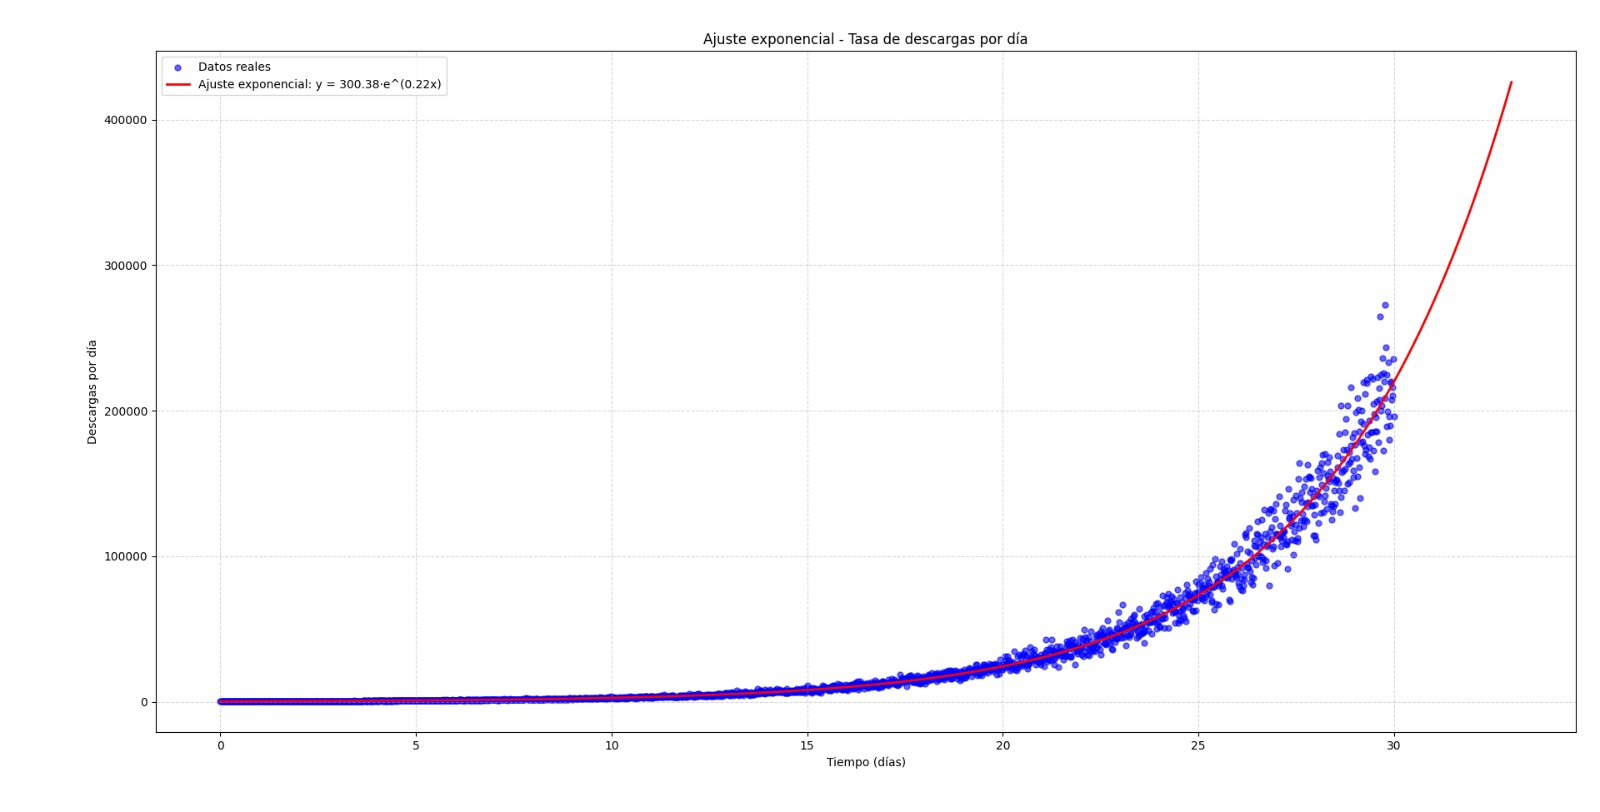 Ajuste exponencial - Tasa de descargas por día
Datos reales
Ajuste exponencial: y = 300.38·e^(0.22x)
400000
300000
200000
100000
0
Descargas por día
0 5 10 15 20 25 30
Tiempo (días)